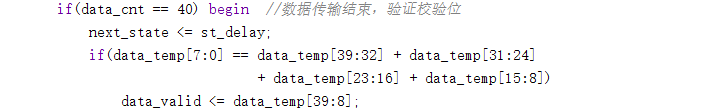 if(data_cnt == 40) begin  //数据传输结束，验证校验位
    next_state <= st_delay;
    if(data_temp[7:0] == data_temp[39:32] + data_temp[31:24]
                         + data_temp[23:16] + data_temp[15:8])
        data_valid <= data_temp[39:8];